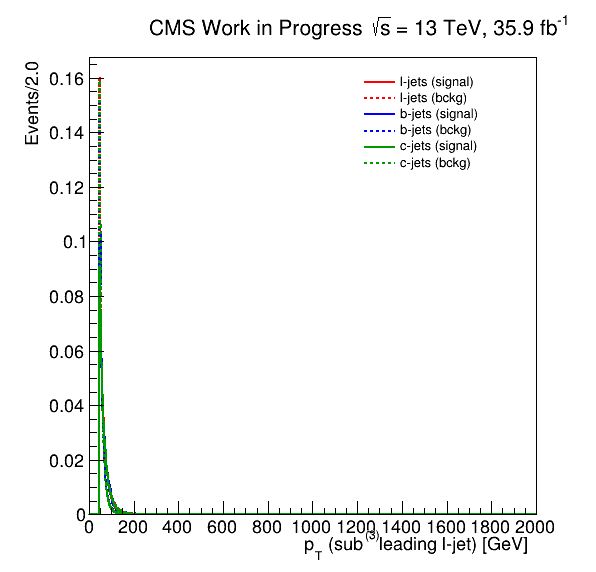 CMS Work in Progress √s = 13 TeV, 35.9 fb⁻¹
Events/2.0
0.16
0.14
0.12
0.1
0.08
0.06
0.04
0.02
0
l-jets (signal)
l-jets (bckg)
b-jets (signal)
b-jets (bckg)
c-jets (signal)
c-jets (bckg)
0 200 400 600 800 1000 1200 1400 1600 1800 2000
p_T (sub⁽³⁾leading l-jet) [GeV]